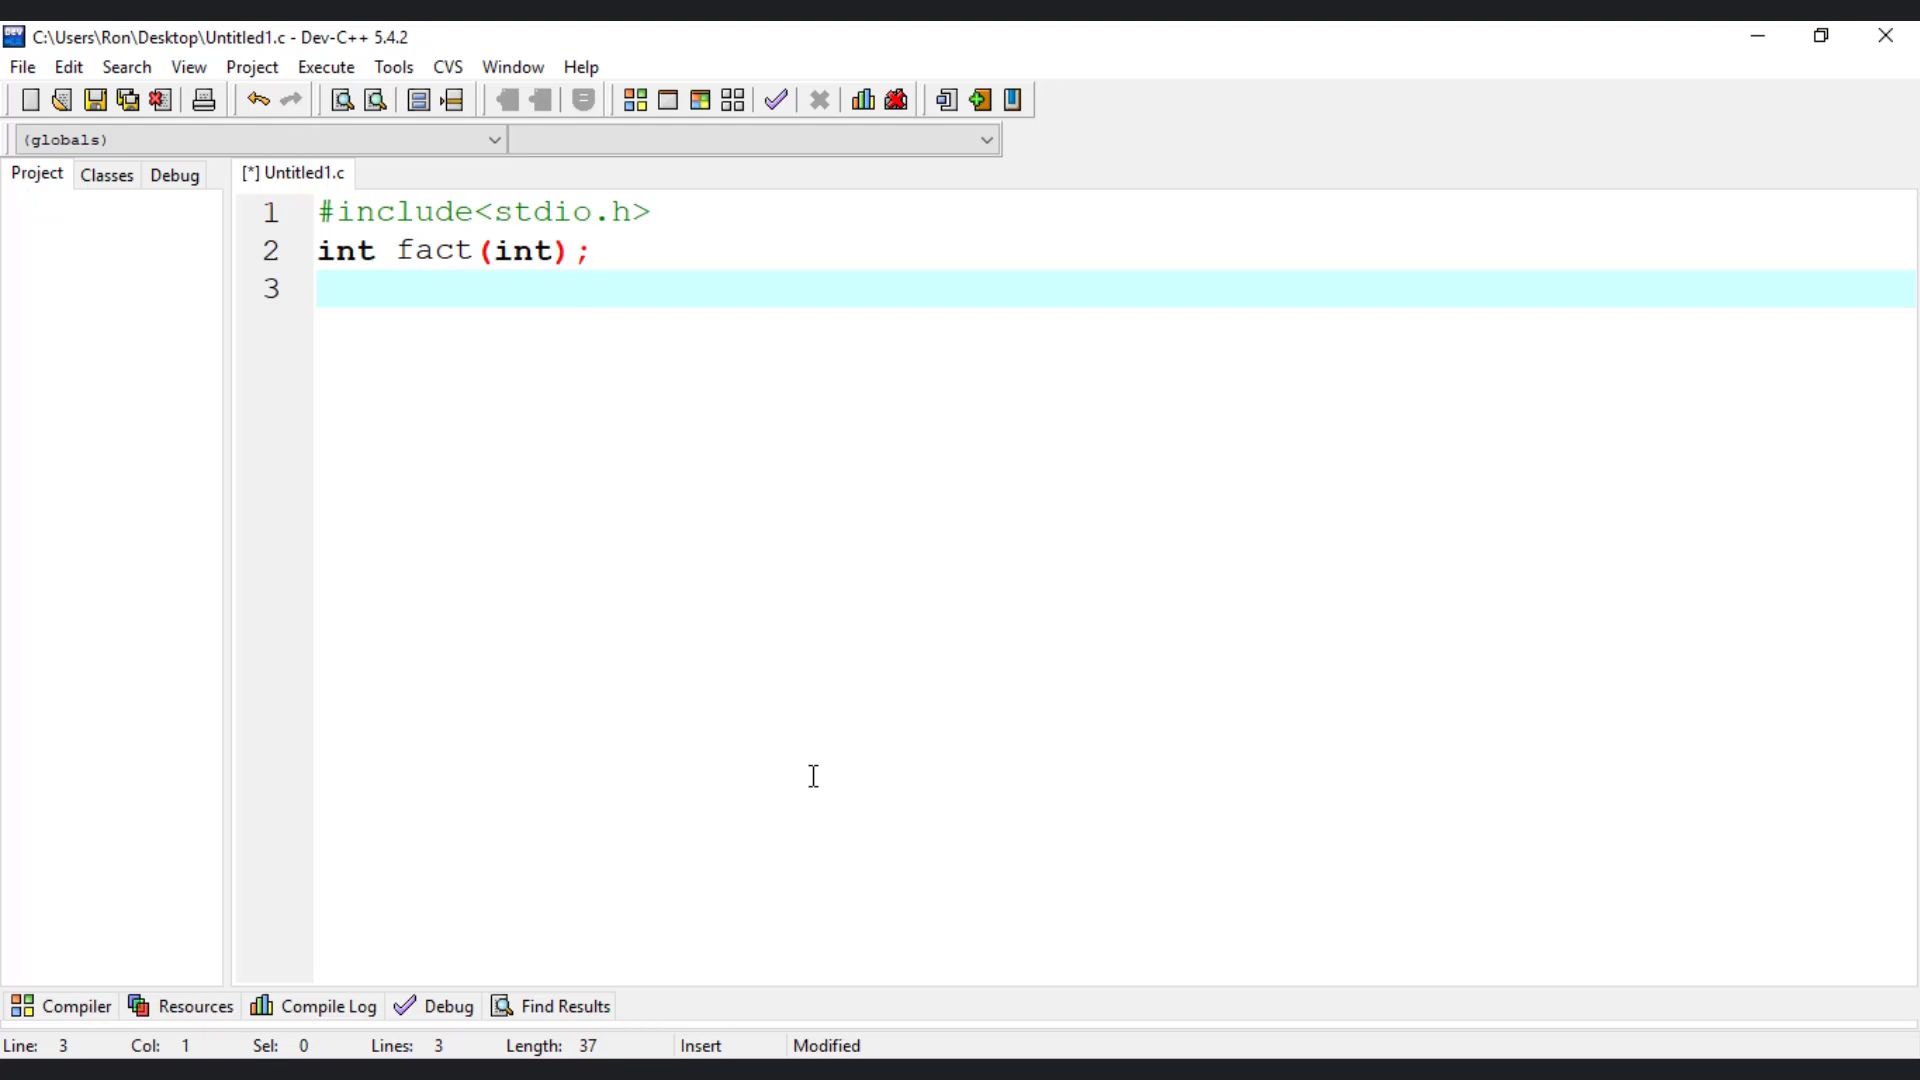 C:\Users\Ron\Desktop\Untitled1.c - Dev-C++ 5.4.2
File Edit Search View Project Execute Tools CVS Window Help
(globals)
Project Classes Debug [*] Untitled1.c
1 #include<stdio.h>
2 int fact(int);
3
Compiler Resources Compile Log Debug Find Results
Line: 3 Col: 1 Sel: 0 Lines: 3 Length: 37 Insert Modified